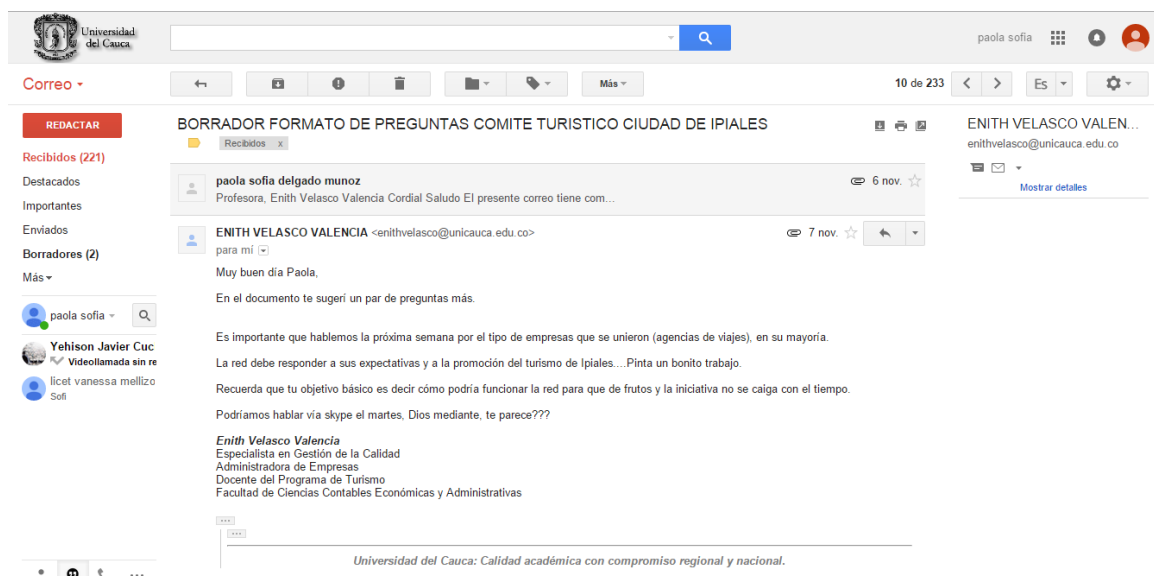 Universidad
del Cauca
paola sofia
Correo
Más
10 de 233
Es
REDACTAR
Recibidos (221)
Destacados
Importantes
Enviados
Borradores (2)
Más
paola sofia
Yehison Javier Cuc
Videollamada sin re
licet vanessa mellizo
Sofi
BORRADOR FORMATO DE PREGUNTAS COMITE TURISTICO CIUDAD DE IPIALES
Recibidos x
paola sofia delgado munoz
6 nov.
Profesora, Enith Velasco Valencia Cordial Saludo El presente correo tiene com...
ENITH VELASCO VALENCIA <enithvelasco@unicauca.edu.co>
7 nov.
para mí
Muy buen día Paola,
En el documento te sugerí un par de preguntas más.
Es importante que hablemos la próxima semana por el tipo de empresas que se unieron (agencias de viajes), en su mayoría.
La red debe responder a sus expectativas y a la promoción del turismo de Ipiales....Pinta un bonito trabajo.
Recuerda que tu objetivo básico es decir cómo podría funcionar la red para que de frutos y la iniciativa no se caiga con el tiempo.
Podríamos hablar vía skype el martes, Dios mediante, te parece???
Enith Velasco Valencia
Especialista en Gestión de la Calidad
Administradora de Empresas
Docente del Programa de Turismo
Facultad de Ciencias Contables Económicas y Administrativas
Universidad del Cauca: Calidad académica con compromiso regional y nacional.
ENITH VELASCO VALEN...
enithvelasco@unicauca.edu.co
Mostrar detalles